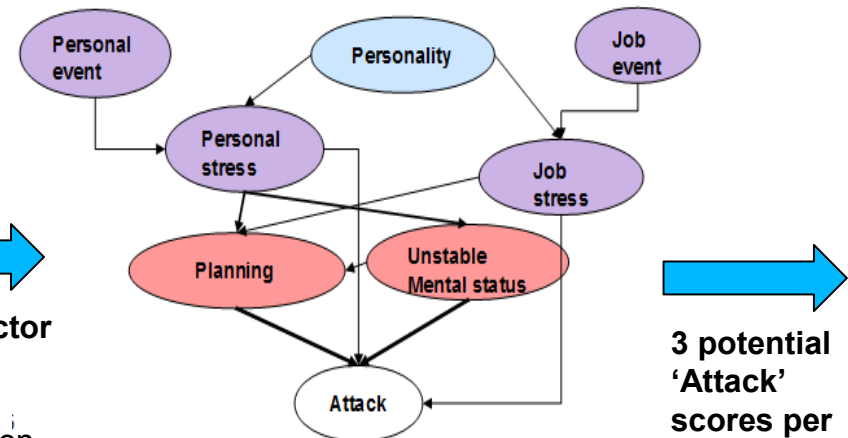 Personal
event
Personality
Job
event
Personal
stress
Job
stress
Planning
Unstable
Mental status
Attack
3 potential
‘Attack’
scores per